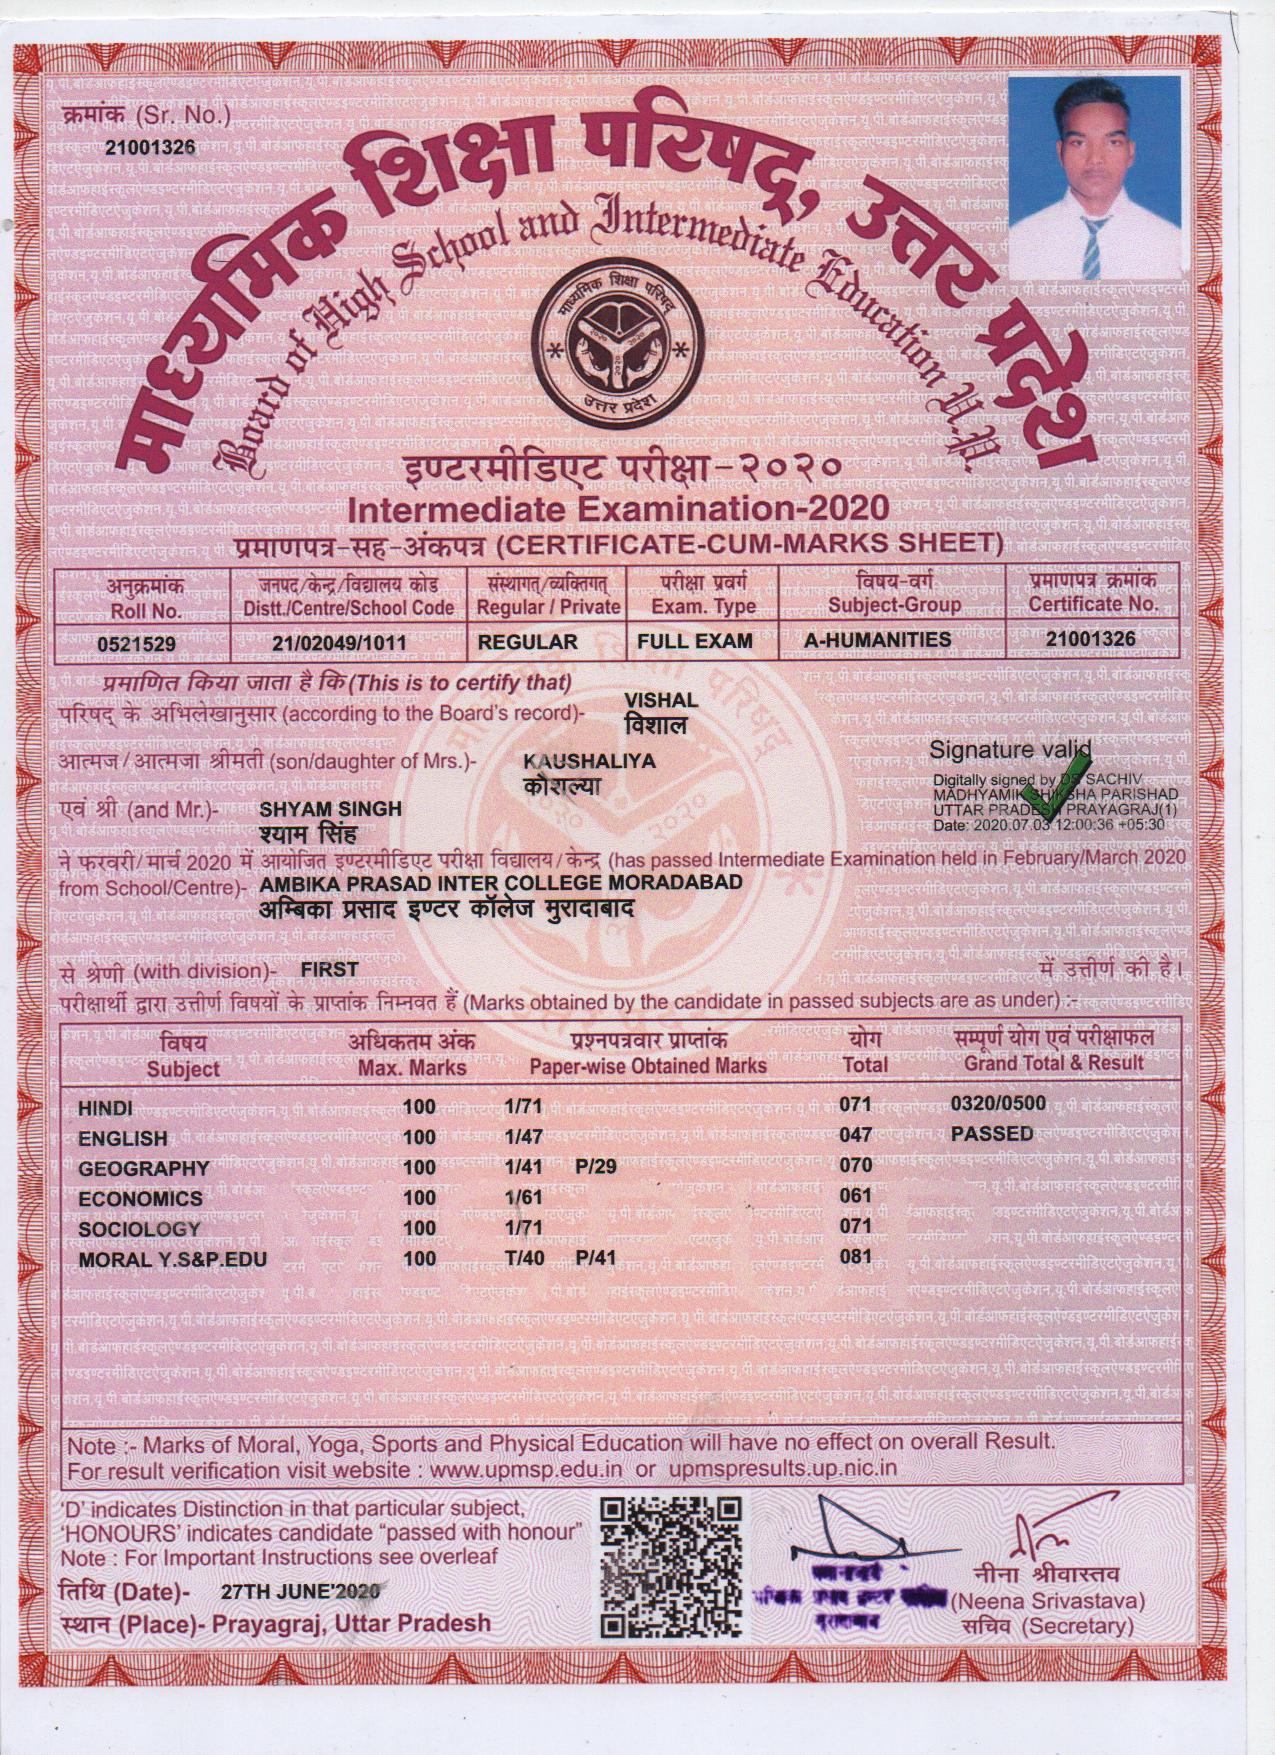 क्रमांक (Sr. No.)
21001326
माध्यमिक शिक्षा परिषद्, उत्तर प्रदेश
Board of High School and Intermediate Education U.P.
माध्यमिक शिक्षा परिषद्
उत्तर प्रदेश
इण्टरमीडिएट परीक्षा-२०२०
Intermediate Examination-2020
प्रमाणपत्र-सह-अंकपत्र (CERTIFICATE-CUM-MARKS SHEET)
अनुक्रमांक जनपद/केन्द्र/विद्यालय कोड संस्थागत्/व्यक्तिगत् परीक्षा प्रवर्ग विषय-वर्ग प्रमाणपत्र क्रमांक
Roll No. Distt./Centre/School Code Regular / Private Exam. Type Subject-Group Certificate No.
0521529 21/02049/1011 REGULAR FULL EXAM A-HUMANITIES 21001326
प्रमाणित किया जाता है कि (This is to certify that)
परिषद् के अभिलेखानुसार (according to the Board's record)- VISHAL
विशाल
आत्मज/आत्मजा श्रीमती (son/daughter of Mrs.)- KAUSHALIYA
कौशल्या
Signature valid
Digitally signed by DS SACHIV
MADHYAMIK SHIKSHA PARISHAD
UTTAR PRADESH PRAYAGRAJ(1)
Date: 2020.07.03 12:00:36 +05:30
एवं श्री (and Mr.)- SHYAM SINGH
श्याम सिंह
ने फरवरी/मार्च 2020 में आयोजित इण्टरमीडिएट परीक्षा विद्यालय/केन्द्र (has passed Intermediate Examination held in February/March 2020
from School/Centre)- AMBIKA PRASAD INTER COLLEGE MORADABAD
अम्बिका प्रसाद इण्टर कॉलेज मुरादाबाद
से श्रेणी (with division)- FIRST में उत्तीर्ण की है।
परीक्षार्थी द्वारा उत्तीर्ण विषयों के प्राप्तांक निम्नवत हैं (Marks obtained by the candidate in passed subjects are as under) :-
विषय अधिकतम अंक प्रश्नपत्रवार प्राप्तांक योग सम्पूर्ण योग एवं परीक्षाफल
Subject Max. Marks Paper-wise Obtained Marks Total Grand Total & Result
HINDI 100 1/71 071 0320/0500
ENGLISH 100 1/47 047 PASSED
GEOGRAPHY 100 1/41 P/29 070
ECONOMICS 100 1/61 061
SOCIOLOGY 100 1/71 071
MORAL Y.S&P.EDU 100 T/40 P/41 081
Note :- Marks of Moral, Yoga, Sports and Physical Education will have no effect on overall Result.
For result verification visit website : www.upmsp.edu.in or upmspresults.up.nic.in
'D' indicates Distinction in that particular subject,
'HONOURS' indicates candidate "passed with honour"
Note : For Important Instructions see overleaf
तिथि (Date)- 27TH JUNE'2020
स्थान (Place)- Prayagraj, Uttar Pradesh
नीना श्रीवास्तव
(Neena Srivastava)
सचिव (Secretary)